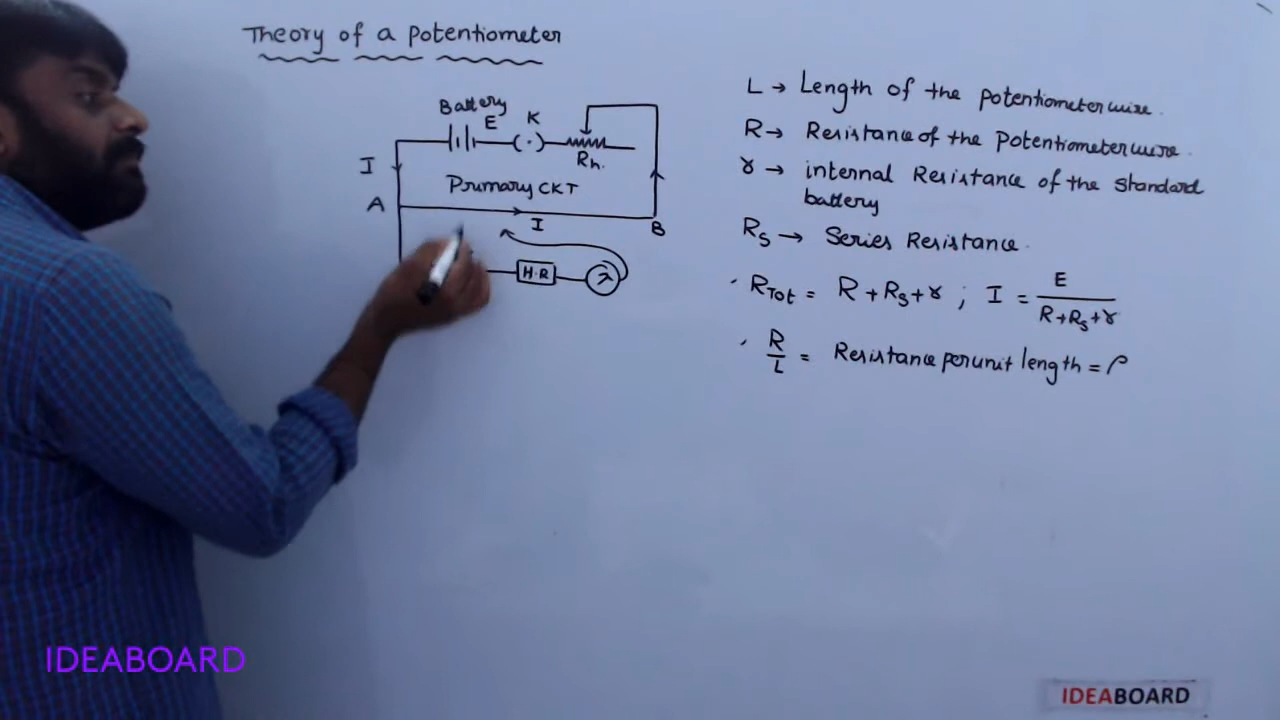 Theory of a Potentiometer
Battery
E
K
Rh.
I
Primary CKT
A
I
B
H·R
L → Length of the potentiometer wire.
R → Resistance of the Potentiometer wire.
r → internal Resistance of the standard
battery
RS → Series Resistance.
· RTot = R + RS + r ; I = E / R+RS+r
· R/L = Resistance per unit length = ρ
IDEABOARD
IDEABOARD